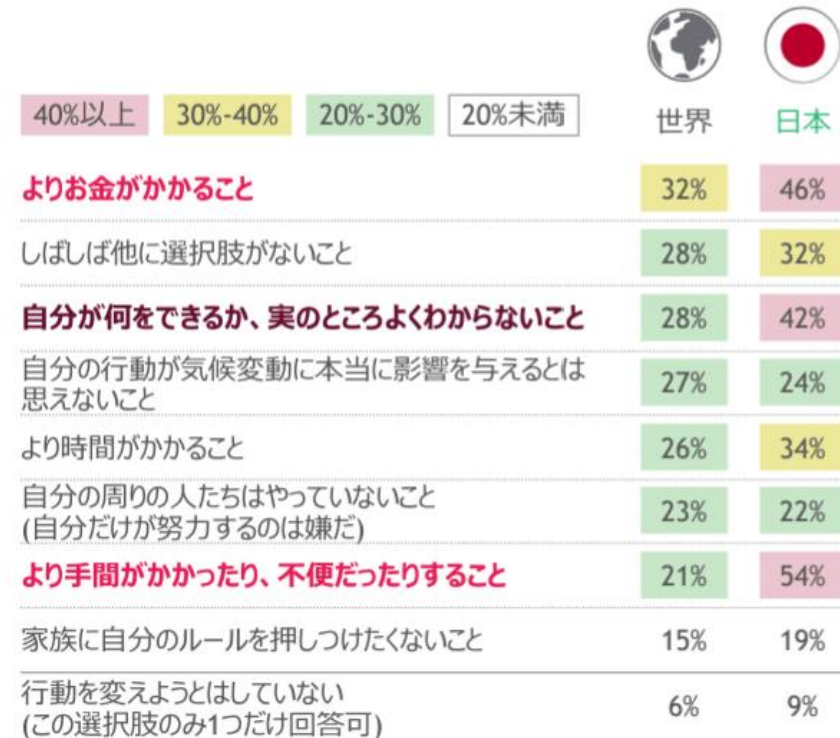 40%以上 30%-40% 20%-30% 20%未満 世界 日本
よりお金がかかること 32% 46%
しばしば他に選択肢がないこと 28% 32%
自分が何をできるか、実のところよくわからないこと 28% 42%
自分の行動が気候変動に本当に影響を与えるとは
思えないこと 27% 24%
より時間がかかること 26% 34%
自分の周りの人たちはやっていないこと
(自分だけが努力するのは嫌だ) 23% 22%
より手間がかかったり、不便だったりすること 21% 54%
家族に自分のルールを押しつけたくないこと 15% 19%
行動を変えようとはしていない
(この選択肢のみ1つだけ回答可) 6% 9%